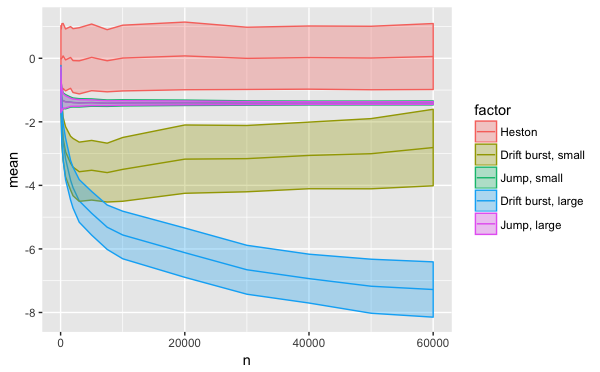 mean
0
-2
-4
-6
-8
0
20000
40000
60000
n
factor
Heston
Drift burst, small
Jump, small
Drift burst, large
Jump, large